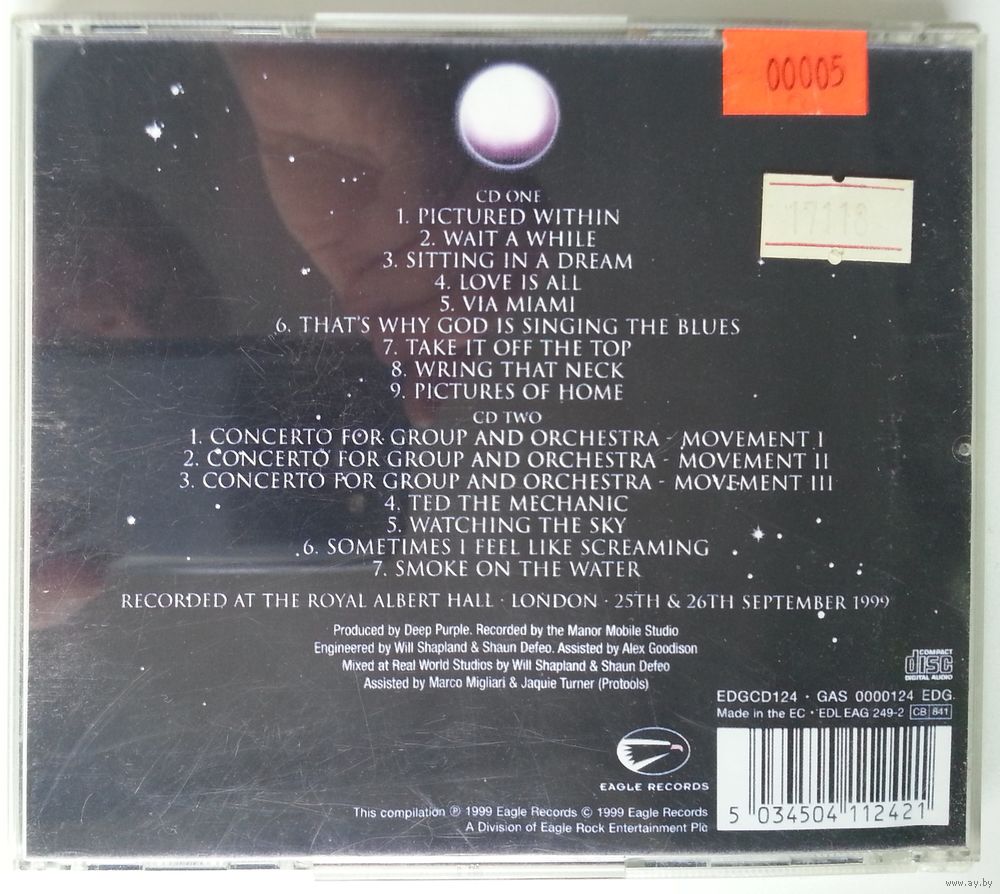 00005
17118
CD ONE
1. PICTURED WITHIN
2. WAIT A WHILE
3. SITTING IN A DREAM
4. LOVE IS ALL
5. VIA MIAMI
6. THAT'S WHY GOD IS SINGING THE BLUES
7. TAKE IT OFF THE TOP
8. WRING THAT NECK
9. PICTURES OF HOME
CD TWO
1. CONCERTO FOR GROUP AND ORCHESTRA - MOVEMENT I
2. CONCERTO FOR GROUP AND ORCHESTRA - MOVEMENT II
3. CONCERTO FOR GROUP AND ORCHESTRA - MOVEMENT III
4. TED THE MECHANIC
5. WATCHING THE SKY
6. SOMETIMES I FEEL LIKE SCREAMING
7. SMOKE ON THE WATER
RECORDED AT THE ROYAL ALBERT HALL · LONDON · 25TH & 26TH SEPTEMBER 1999
Produced by Deep Purple. Recorded by the Manor Mobile Studio
Engineered by Will Shapland & Shaun Defeo. Assisted by Alex Goodison
Mixed at Real World Studios by Will Shapland & Shaun Defeo
Assisted by Marco Migliari & Jaquie Turner (Protools)
COMPACT
disc
DIGITAL AUDIO
EDGCD124 · GAS 0000124 EDG
Made in the EC · EDL EAG 249-2 CB 841
EAGLE RECORDS
This compilation ℗ 1999 Eagle Records © 1999 Eagle Records
A Division of Eagle Rock Entertainment Plc
5 034504 112421
www.ay.by